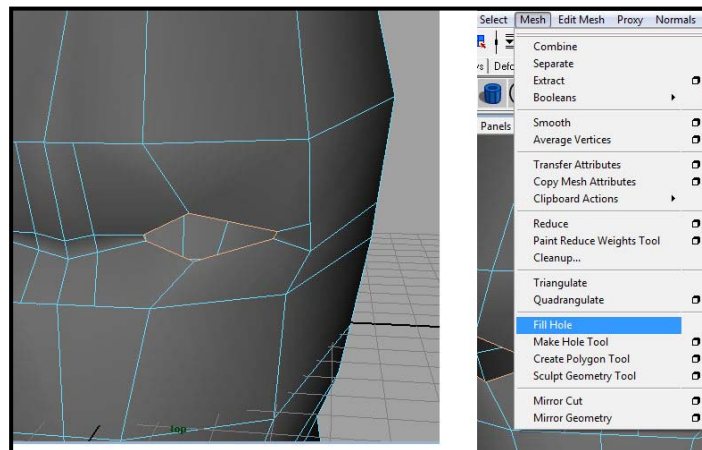 Select Mesh Edit Mesh Proxy Normals
Combine
Separate
Extract
Booleans
Smooth
Average Vertices
Panels
Transfer Attributes
Copy Mesh Attributes
Clipboard Actions
Reduce
Paint Reduce Weights Tool
Cleanup...
Triangulate
Quadrangulate
Fill Hole
Make Hole Tool
Create Polygon Tool
Sculpt Geometry Tool
Mirror Cut
Mirror Geometry
top